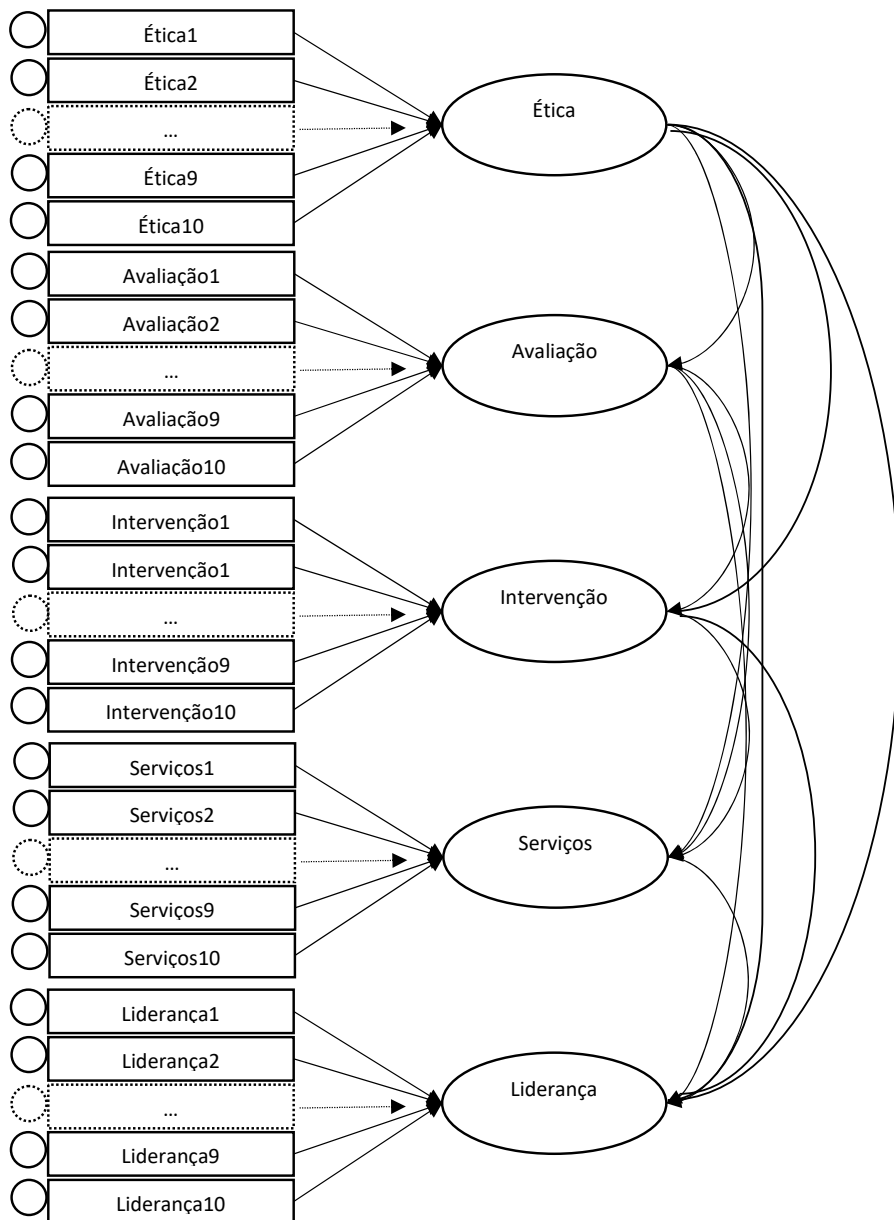 Ética1
Ética2
...
Ética9
Ética10
Ética
Avaliação1
Avaliação2
...
Avaliação9
Avaliação10
Avaliação
Intervenção1
Intervenção1
...
Intervenção9
Intervenção10
Intervenção
Serviços1
Serviços2
...
Serviços9
Serviços10
Serviços
Liderança1
Liderança2
...
Liderança9
Liderança10
Liderança